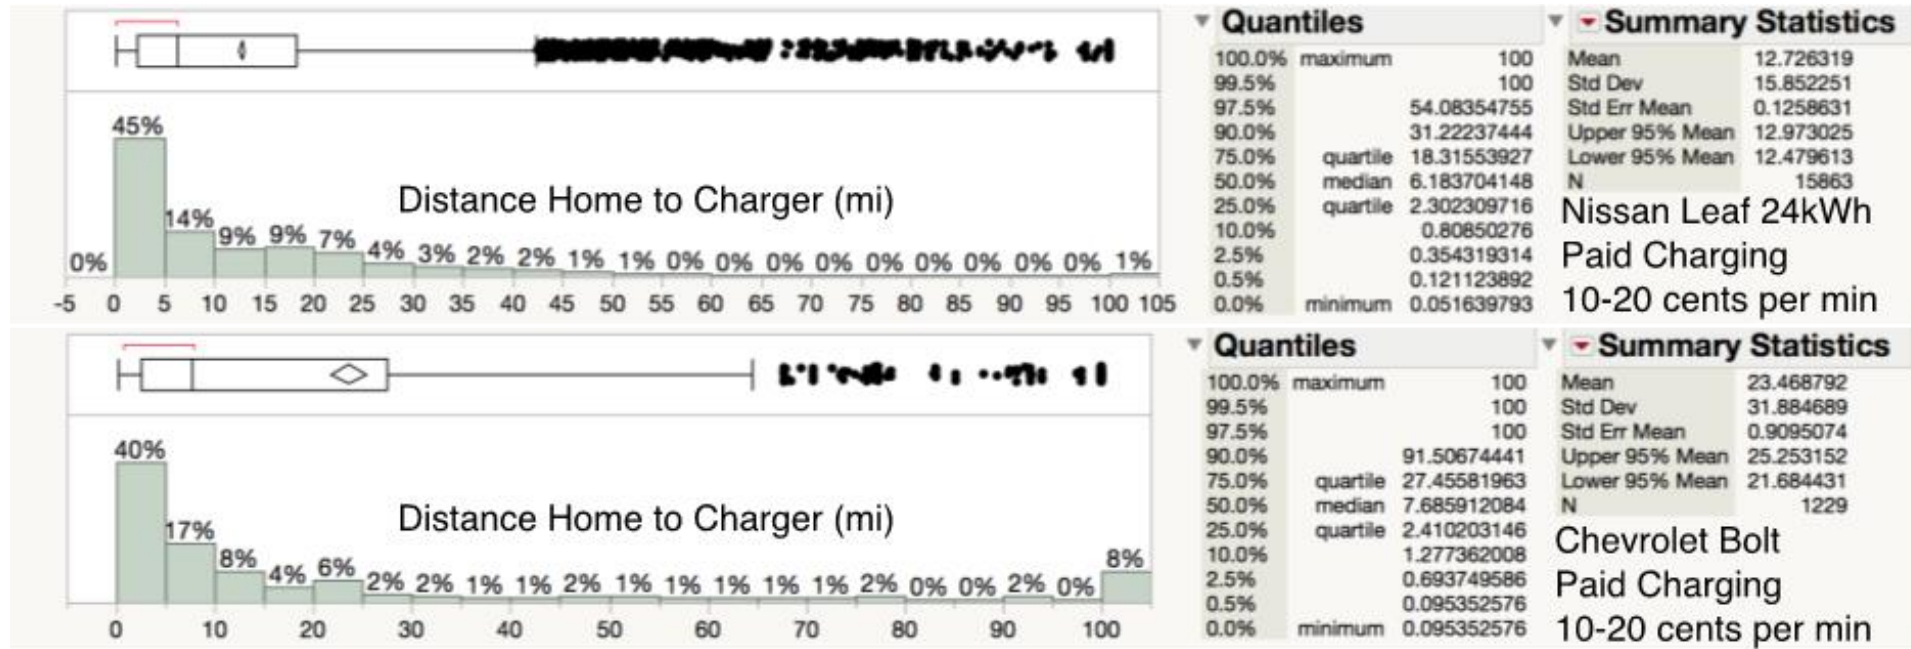 Quantiles
100.0% maximum 100
99.5% 100
97.5% 54.08354755
90.0% 31.22237444
75.0% quartile 18.31553927
50.0% median 6.183704148
25.0% quartile 2.302309716
10.0% 0.80850276
2.5% 0.354319314
0.5% 0.121123892
0.0% minimum 0.051639793
Summary Statistics
Mean 12.726319
Std Dev 15.852251
Std Err Mean 0.1258631
Upper 95% Mean 12.973025
Lower 95% Mean 12.479613
N 15863
Nissan Leaf 24kWh
Paid Charging
10-20 cents per min
Distance Home to Charger (mi)
0% 45% 14% 9% 9% 7% 4% 3% 2% 2% 1% 1% 0% 0% 0% 0% 0% 0% 0% 0% 0% 1%
-5 0 5 10 15 20 25 30 35 40 45 50 55 60 65 70 75 80 85 90 95 100 105
Quantiles
100.0% maximum 100
99.5% 100
97.5% 100
90.0% 91.50674441
75.0% quartile 27.45581963
50.0% median 7.685912084
25.0% quartile 2.410203146
10.0% 1.277362008
2.5% 0.693749586
0.5% 0.095352576
0.0% minimum 0.095352576
Summary Statistics
Mean 23.468792
Std Dev 31.884689
Std Err Mean 0.9095074
Upper 95% Mean 25.253152
Lower 95% Mean 21.684431
N 1229
Chevrolet Bolt
Paid Charging
10-20 cents per min
Distance Home to Charger (mi)
40% 17% 8% 4% 6% 2% 2% 1% 1% 2% 1% 1% 1% 1% 1% 2% 0% 0% 2% 0% 8%
0 10 20 30 40 50 60 70 80 90 100